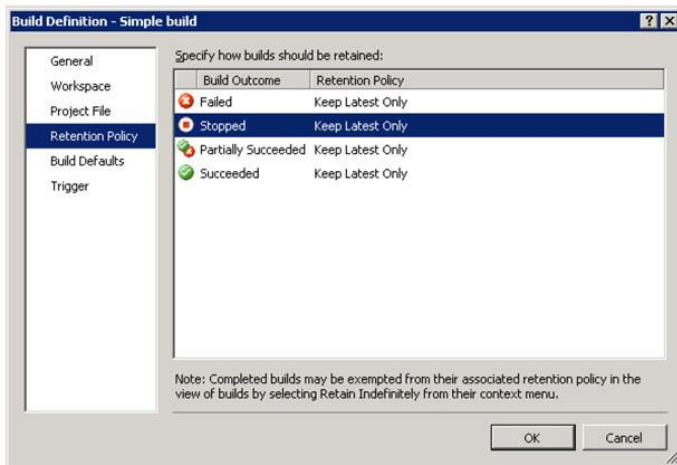 Build Definition - Simple build
General
Workspace
Project File
Retention Policy
Build Defaults
Trigger
Specify how builds should be retained:
Build Outcome Retention Policy
Failed Keep Latest Only
Stopped Keep Latest Only
Partially Succeeded Keep Latest Only
Succeeded Keep Latest Only
Note: Completed builds may be exempted from their associated retention policy in the
view of builds by selecting Retain Indefinitely from their context menu.
OK Cancel